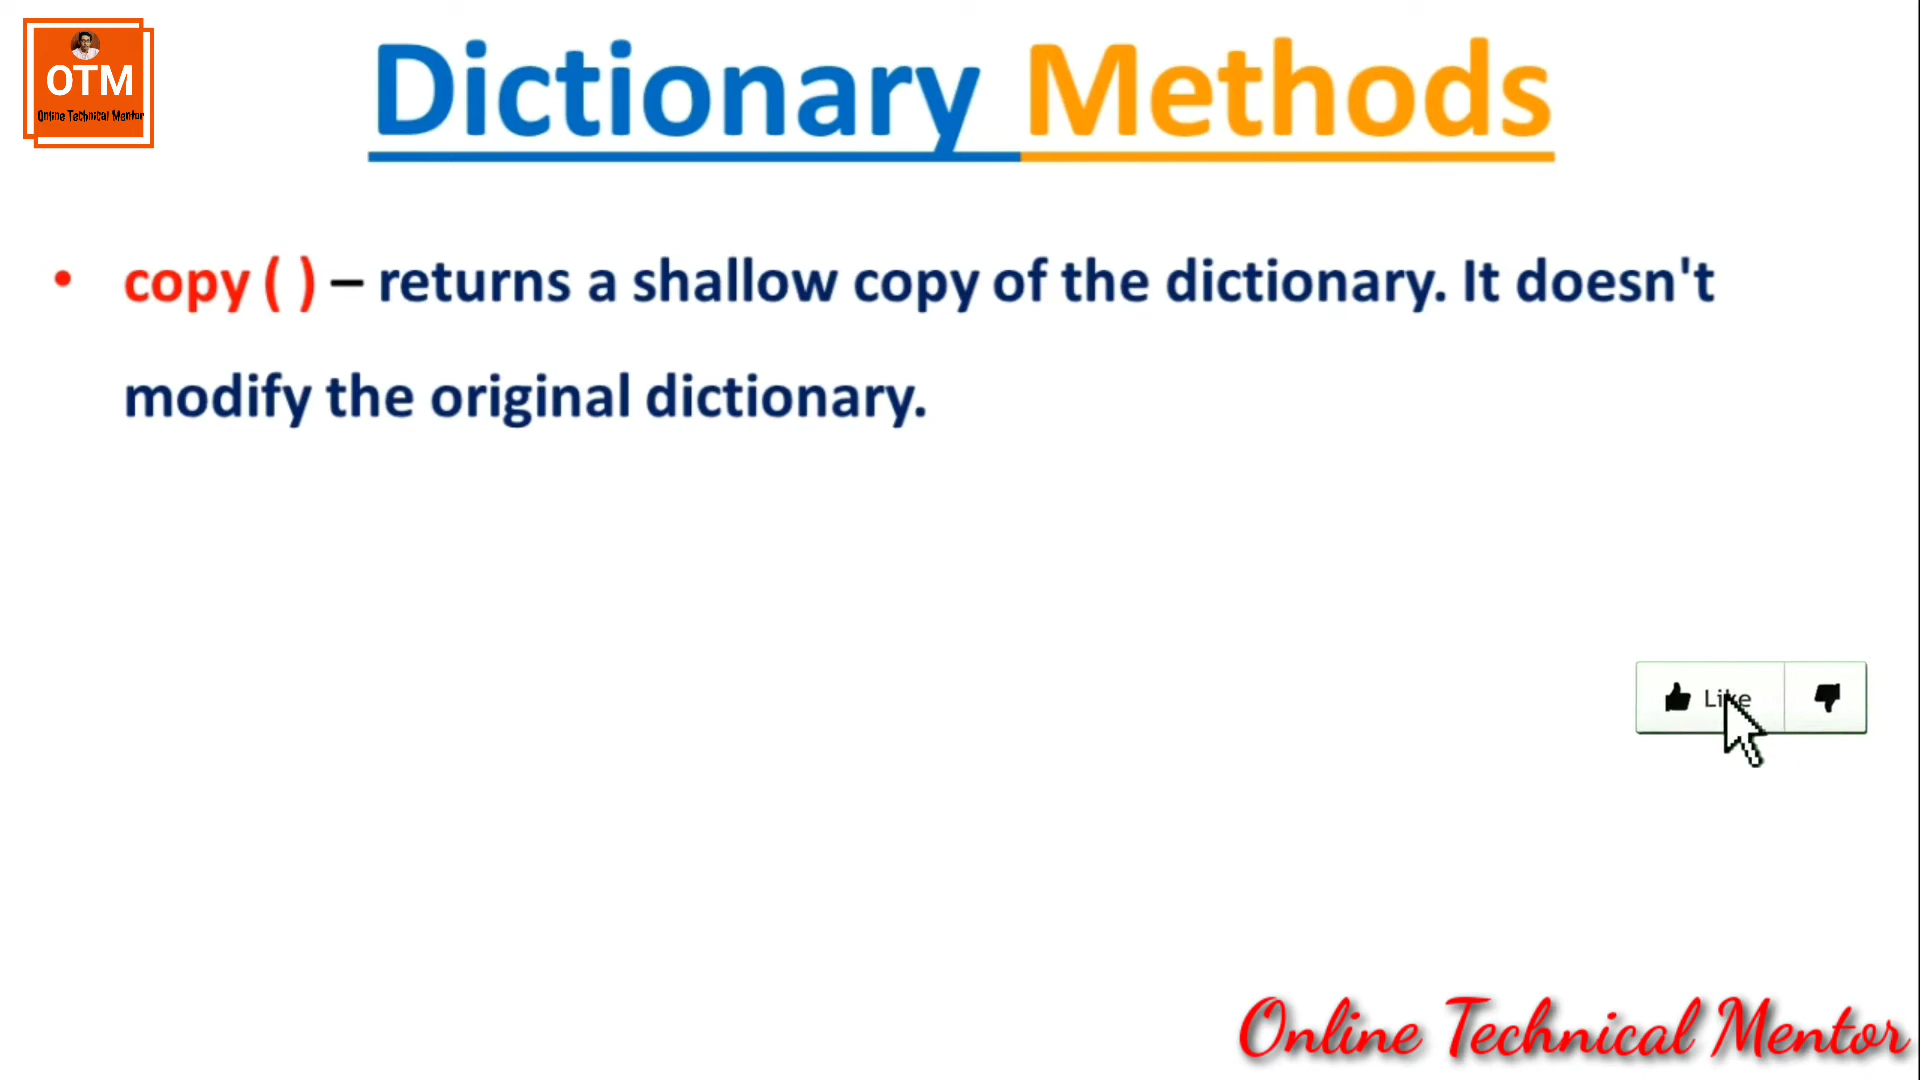 OTM
Online Technical Mentor
Dictionary Methods
• copy ( ) – returns a shallow copy of the dictionary. It doesn't
modify the original dictionary.
Like
Online Technical Mentor